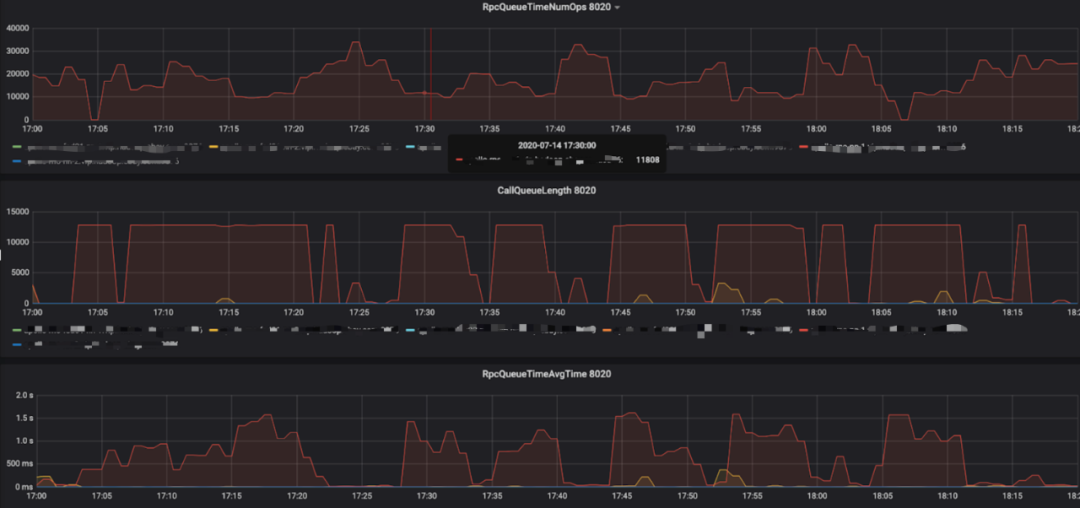 RpcQueueTimeNumOps 8020
40000
30000
20000
10000
0
17:00 17:05 17:10 17:15 17:20 17:25 17:30 17:35 17:40 17:45 17:50 17:55 18:00 18:05 18:10 18:15 18:2
2020-07-14 17:30:00
11808
CallQueueLength 8020
15000
10000
5000
0
17:00 17:05 17:10 17:15 17:20 17:25 17:30 17:35 17:40 17:45 17:50 17:55 18:00 18:05 18:10 18:15 18:2
RpcQueueTimeAvgTime 8020
2.0 s
1.5 s
1.0 s
500 ms
0 ms
17:00 17:05 17:10 17:15 17:20 17:25 17:30 17:35 17:40 17:45 17:50 17:55 18:00 18:05 18:10 18:15 18:2